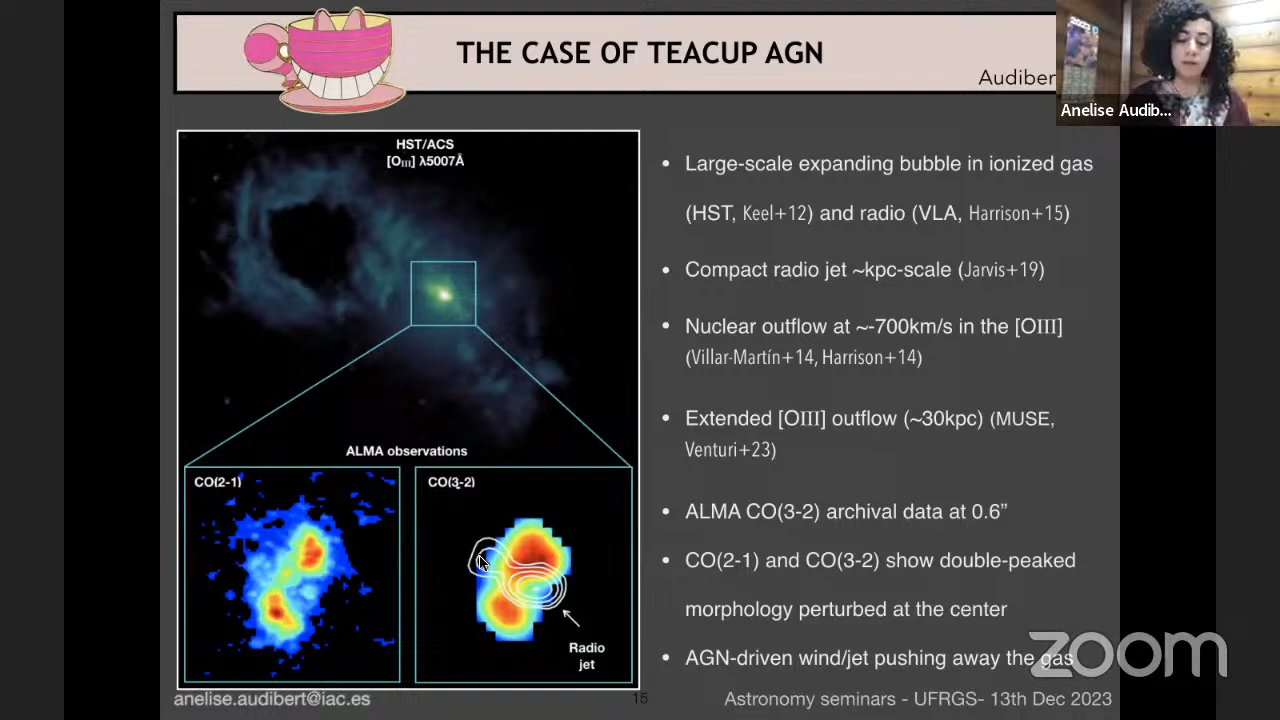 THE CASE OF TEACUP AGN
Audiber
Anelise Audib...
HST/ACS
[OIII] λ5007Å
ALMA observations
CO(2-1)
CO(3-2)
Radio
jet
• Large-scale expanding bubble in ionized gas
(HST, Keel+12) and radio (VLA, Harrison+15)
• Compact radio jet ~kpc-scale (Jarvis+19)
• Nuclear outflow at ~-700km/s in the [OIII]
(Villar-Martín+14, Harrison+14)
• Extended [OIII] outflow (~30kpc) (MUSE,
Venturi+23)
• ALMA CO(3-2) archival data at 0.6”
• CO(2-1) and CO(3-2) show double-peaked
morphology perturbed at the center
• AGN-driven wind/jet pushing away the gas
zoom
anelise.audibert@iac.es
15
Astronomy seminars - UFRGS- 13th Dec 2023